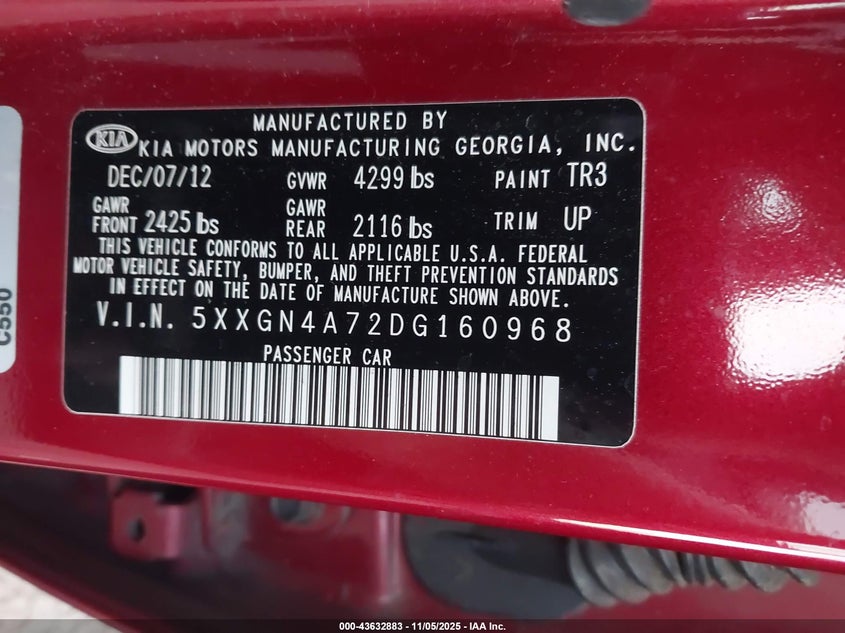 MANUFACTURED BY
KIA KIA MOTORS MANUFACTURING GEORGIA, INC.
DEC/07/12 GVWR 4299 lbs PAINT TR3
GAWR FRONT 2425 lbs GAWR REAR 2116 lbs TRIM UP
THIS VEHICLE CONFORMS TO ALL APPLICABLE U.S.A. FEDERAL
MOTOR VEHICLE SAFETY, BUMPER, AND THEFT PREVENTION STANDARDS
IN EFFECT ON THE DATE OF MANUFACTURE SHOWN ABOVE.
V.I.N. 5XXGN4A72DG160968
PASSENGER CAR
C550
000-43632883 - 11/05/2025 - IAA Inc.